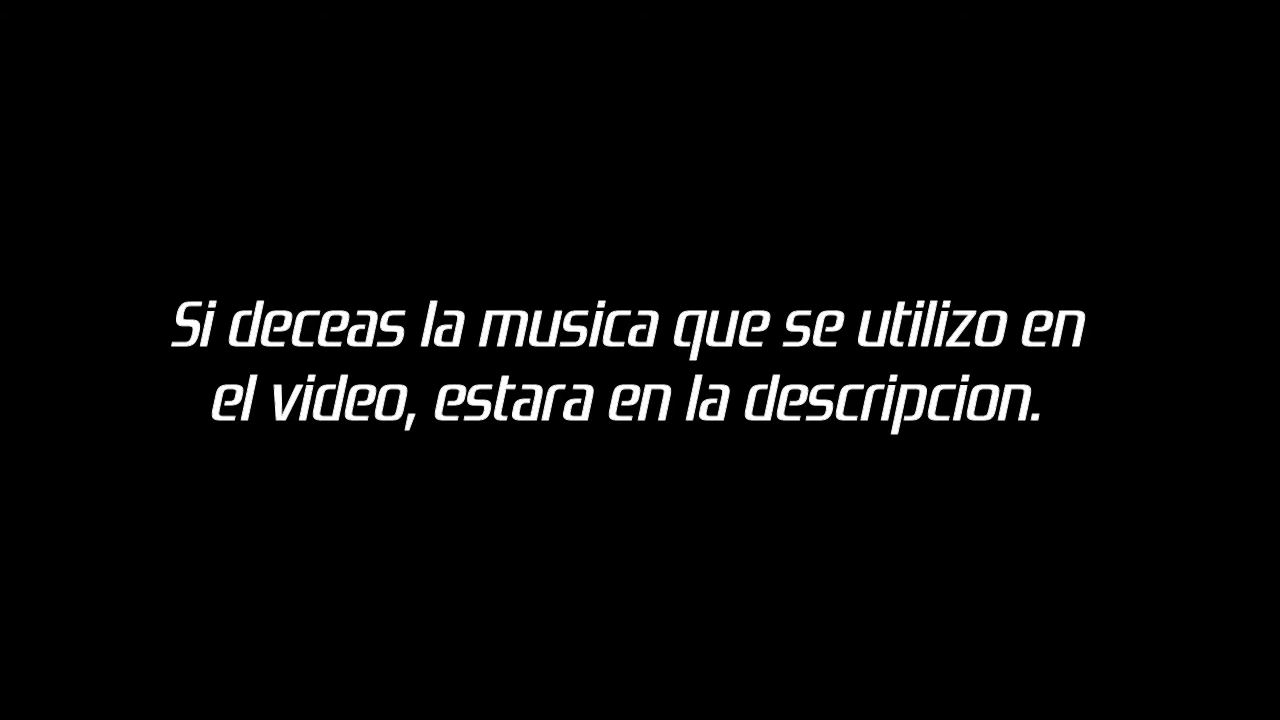 Si deceas la musica que se utilizo en
el video, estara en la descripcion.